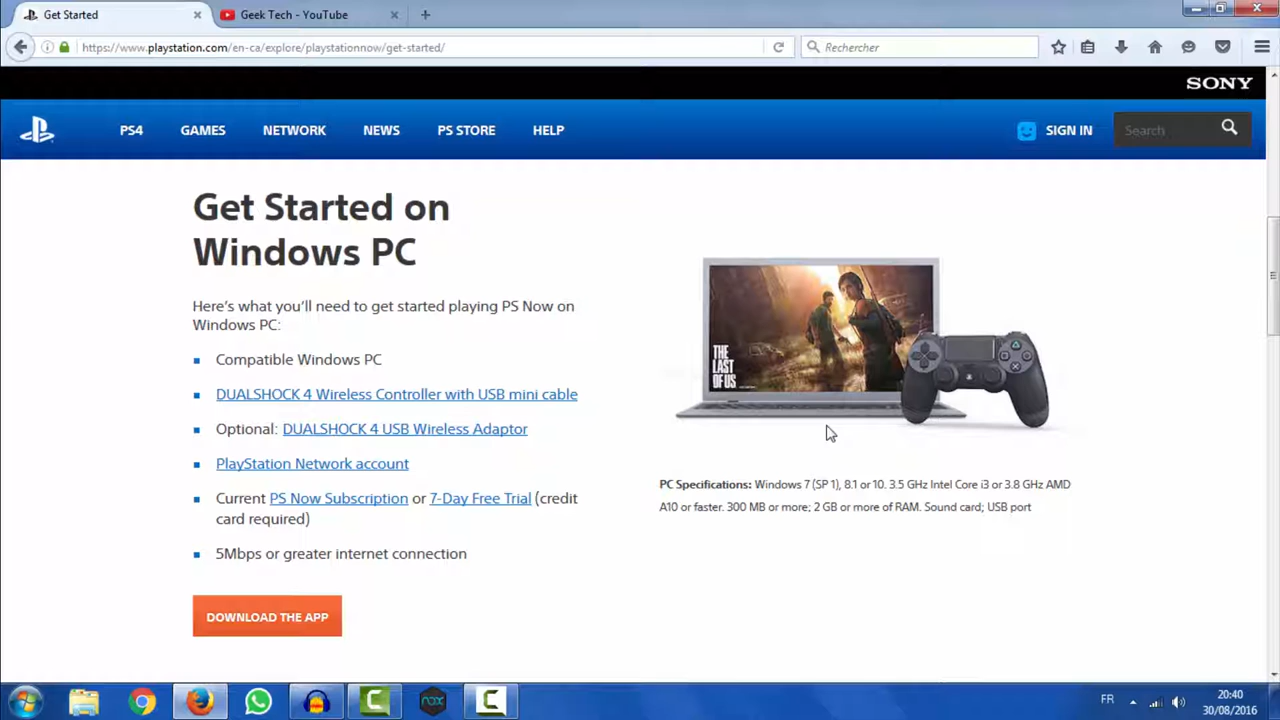 Get Started
Geek Tech - YouTube
https://www.playstation.com/en-ca/explore/playstationnow/get-started/
Rechercher
SONY
PS4
GAMES
NETWORK
NEWS
PS STORE
HELP
SIGN IN
Search
Get Started on
Windows PC
Here's what you'll need to get started playing PS Now on
Windows PC:
Compatible Windows PC
DUALSHOCK 4 Wireless Controller with USB mini cable
Optional: DUALSHOCK 4 USB Wireless Adaptor
PlayStation Network account
Current PS Now Subscription or 7-Day Free Trial (credit
card required)
5Mbps or greater internet connection
DOWNLOAD THE APP
THE
LAST
OF US
PC Specifications: Windows 7 (SP 1), 8.1 or 10. 3.5 GHz Intel Core i3 or 3.8 GHz AMD
A10 or faster. 300 MB or more; 2 GB or more of RAM. Sound card; USB port
nox
FR
20:40
30/08/2016